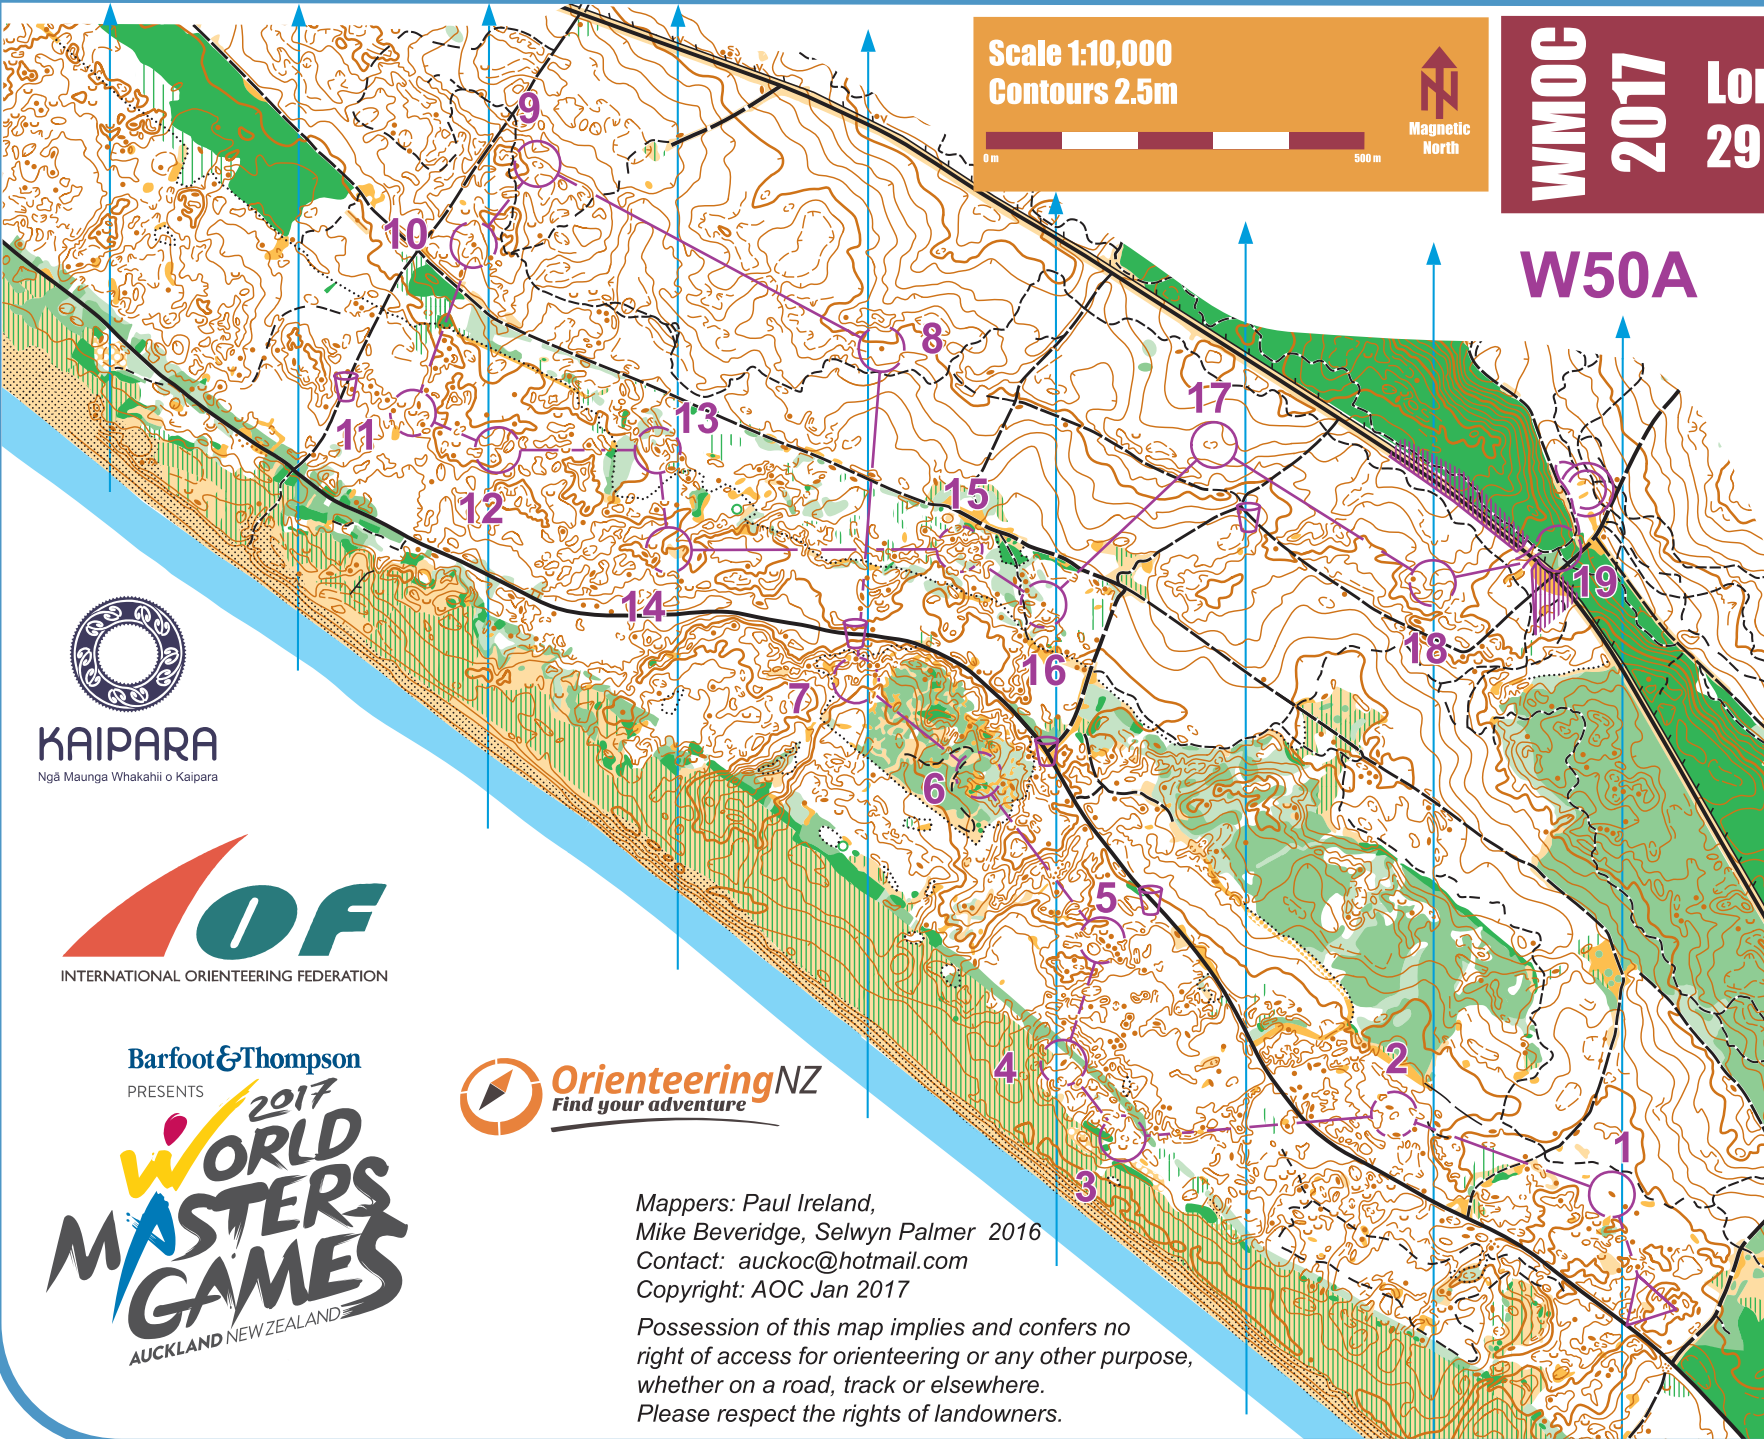 Scale 1:10,000
Contours 2.5m
0 m
500 m
Magnetic
North
WMOC
2017
Lon
29
W50A
9
10
8
17
13
11
15
12
19
14
18
16
7
6
5
4
2
1
3
KAIPARA
Ngā Maunga Whakahii o Kaipara
IOF
INTERNATIONAL ORIENTEERING FEDERATION
Barfoot&Thompson
PRESENTS
2017
WORLD
MASTERS
GAMES
AUCKLAND NEW ZEALAND
OrienteeringNZ
Find your adventure
Mappers: Paul Ireland,
Mike Beveridge, Selwyn Palmer 2016
Contact: auckoc@hotmail.com
Copyright: AOC Jan 2017
Possession of this map implies and confers no
right of access for orienteering or any other purpose,
whether on a road, track or elsewhere.
Please respect the rights of landowners.